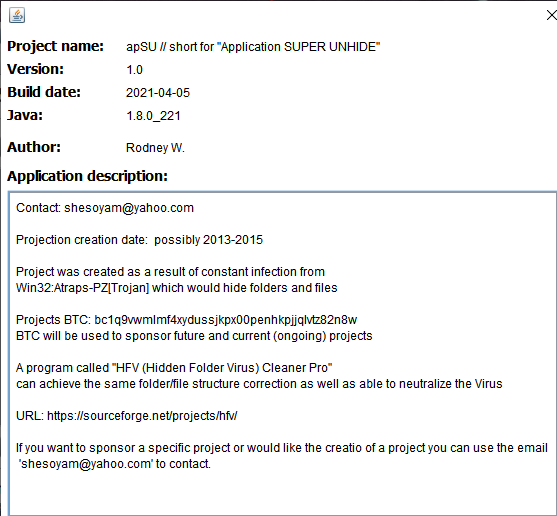 Project name: apSU // short for "Application SUPER UNHIDE"
Version: 1.0
Build date: 2021-04-05
Java: 1.8.0_221
Author: Rodney W.
Application description:
Contact: shesoyam@yahoo.com
Projection creation date:  possibly 2013-2015
Project was created as a result of constant infection from
Win32:Atraps-PZ[Trojan] which would hide folders and files
Projects BTC: bc1q9vwmlmf4xydussjkpx00penhkpjjqlvtz82n8w
BTC will be used to sponsor future and current (ongoing) projects
A program called "HFV (Hidden Folder Virus) Cleaner Pro"
can achieve the same folder/file structure correction as well as able to neutralize the Virus
URL: https://sourceforge.net/projects/hfv/
If you want to sponsor a specific project or would like the creatio of a project you can use the email
'shesoyam@yahoo.com' to contact.